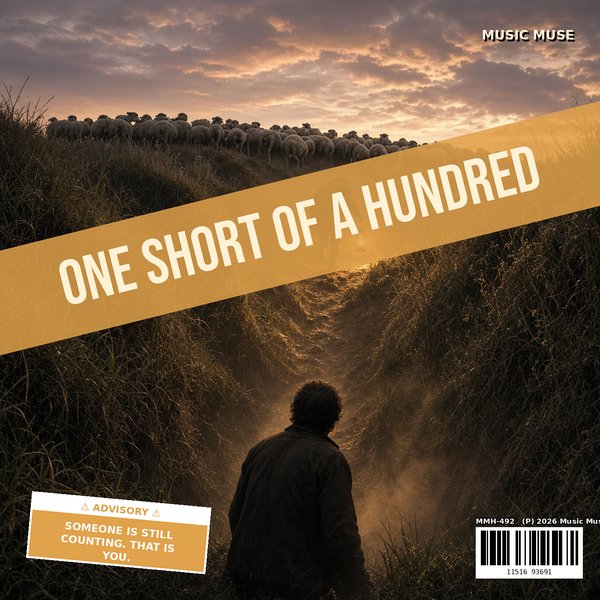 MUSIC MUSE
ONE SHORT OF A HUNDRED
⚠ ADVISORY ⚠
SOMEONE IS STILL
COUNTING. THAT IS
YOU.
MMH-492 (P) 2026 Music Mus
11516 93691